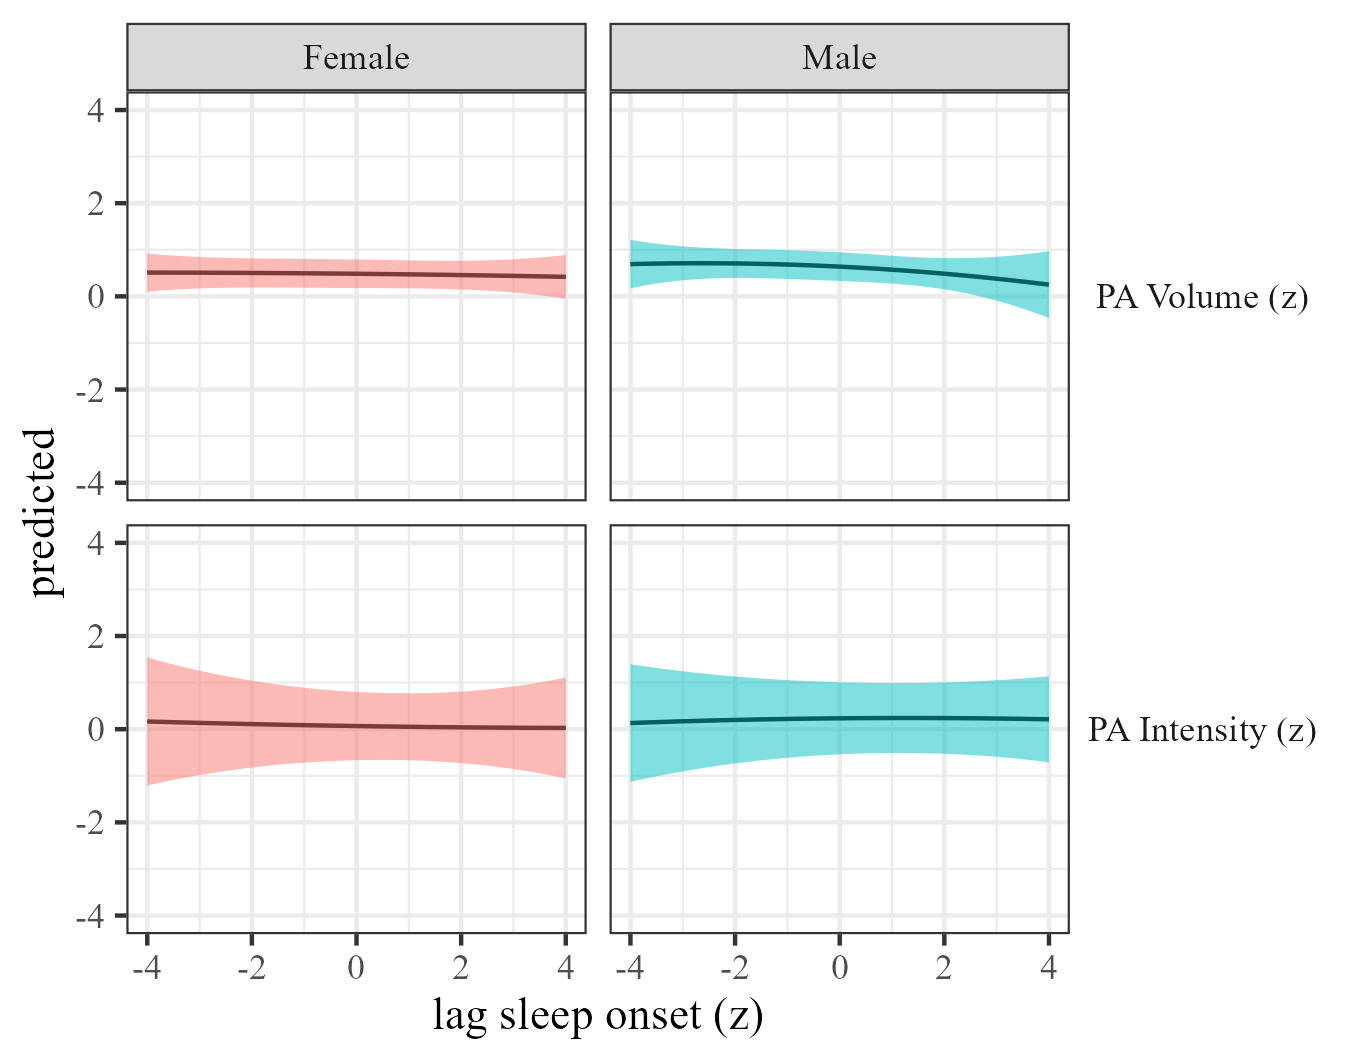 Female
Male
4
2
0
-2
-4
PA Volume (z)
4
2
0
-2
-4
PA Intensity (z)
predicted
-4 -2 0 2 4 -4 -2 0 2 4
lag sleep onset (z)